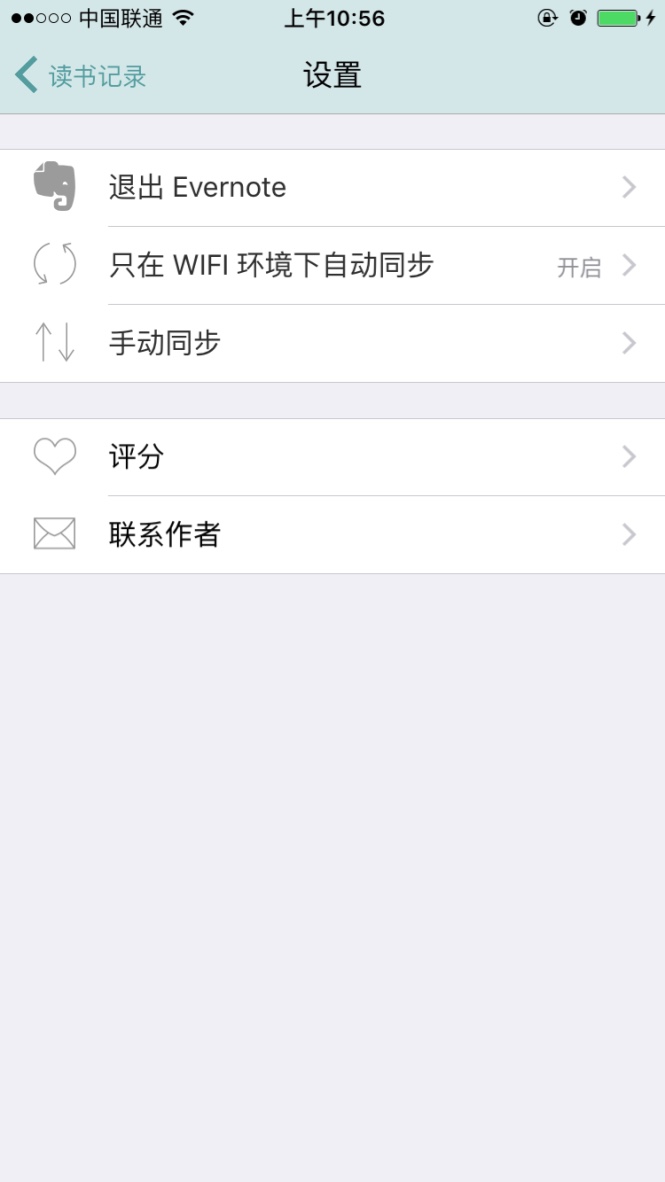 中国联通 上午10:56
读书记录 设置
退出 Evernote
只在 WIFI 环境下自动同步 开启
手动同步
评分
联系作者